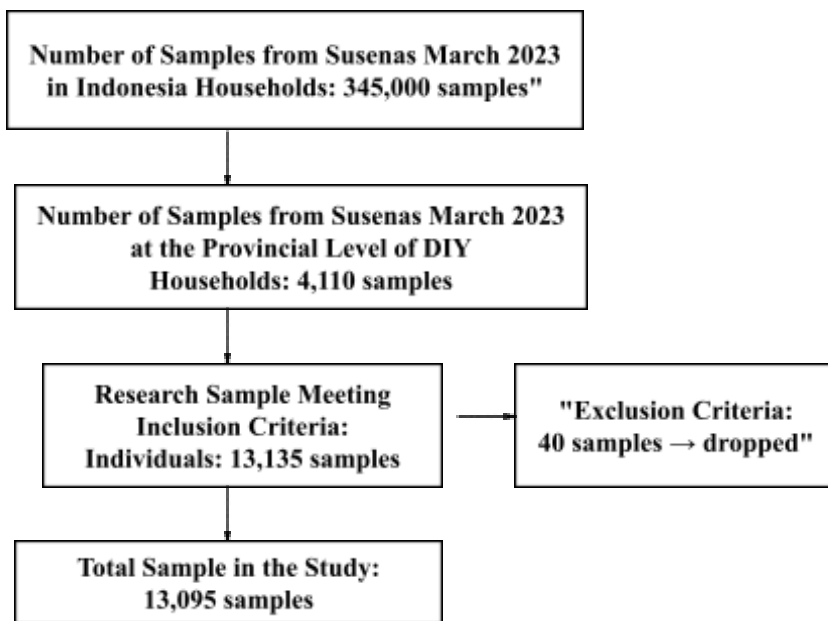 Number of Samples from Susenas March 2023
in Indonesia Households: 345,000 samples"
Number of Samples from Susenas March 2023
at the Provincial Level of DIY
Households: 4,110 samples
Research Sample Meeting
Inclusion Criteria:
Individuals: 13,135 samples
"Exclusion Criteria:
40 samples → dropped"
Total Sample in the Study:
13,095 samples